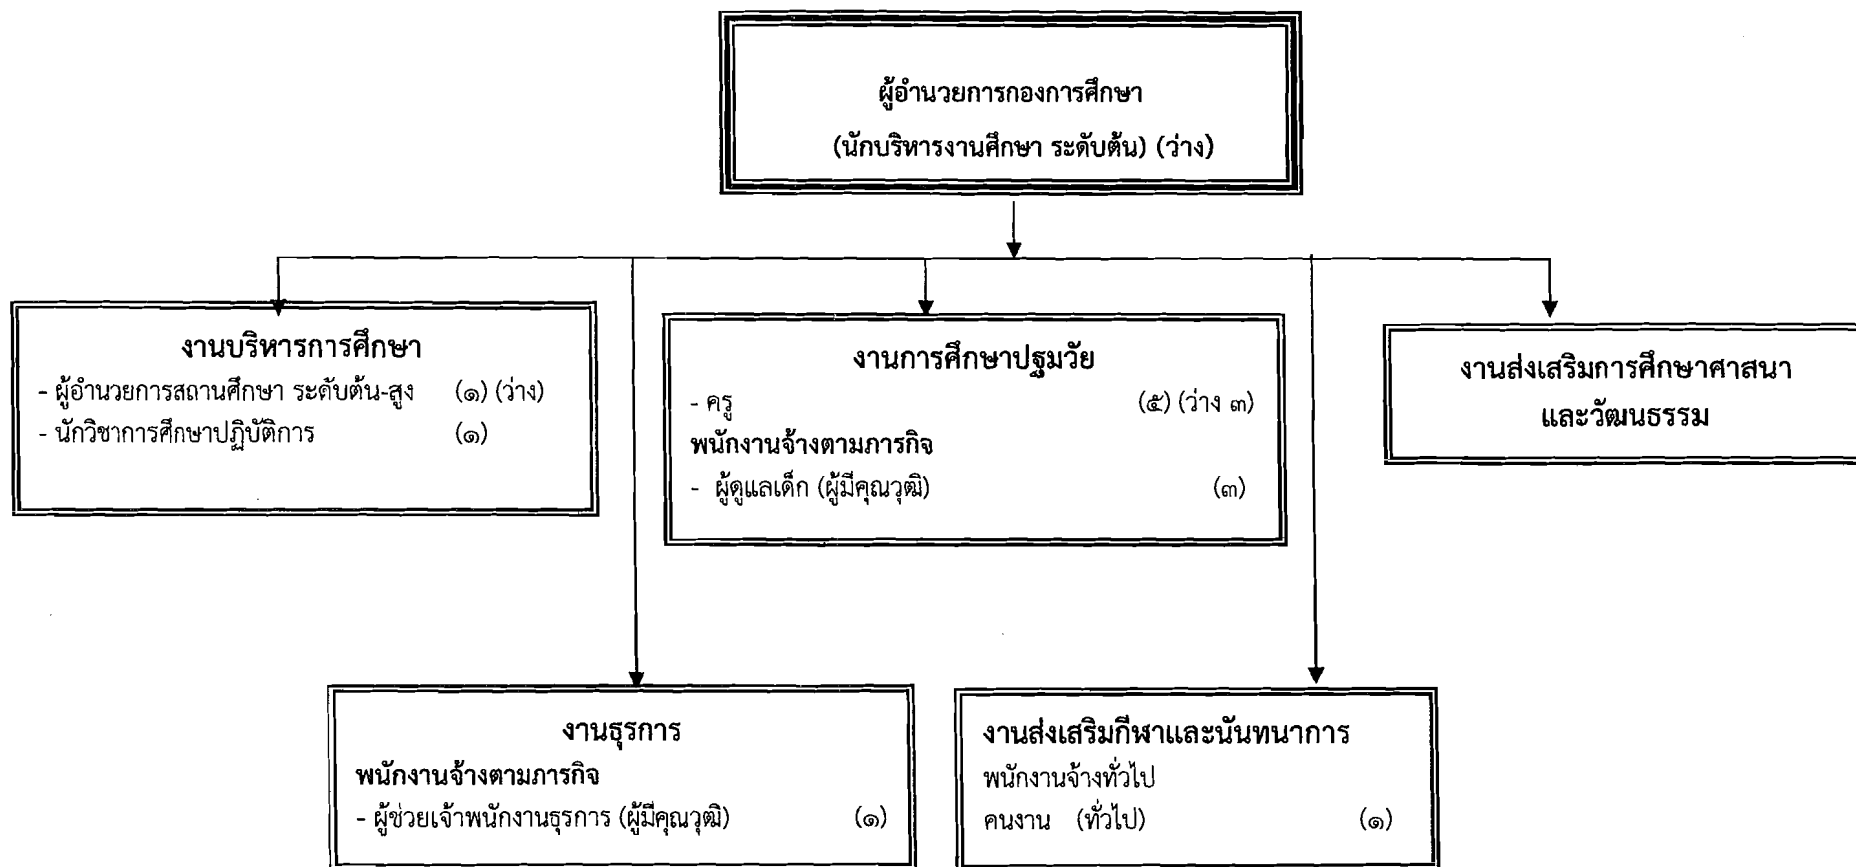 ผู้อำนวยการกองการศึกษา
(นักบริหารงานศึกษา ระดับต้น) (ว่าง)
งานบริหารการศึกษา
- ผู้อำนวยการสถานศึกษา ระดับต้น-สูง (๑) (ว่าง)
- นักวิชาการศึกษาปฏิบัติการ (๑)
งานการศึกษาปฐมวัย
- ครู (๕) (ว่าง ๓)
พนักงานจ้างตามภารกิจ
- ผู้ดูแลเด็ก (ผู้มีคุณวุฒิ) (๓)
งานส่งเสริมการศึกษาศาสนา
และวัฒนธรรม
งานธุรการ
พนักงานจ้างตามภารกิจ
- ผู้ช่วยเจ้าพนักงานธุรการ (ผู้มีคุณวุฒิ) (๑)
งานส่งเสริมกีฬาและนันทนาการ
พนักงานจ้างทั่วไป
คนงาน (ทั่วไป) (๑)